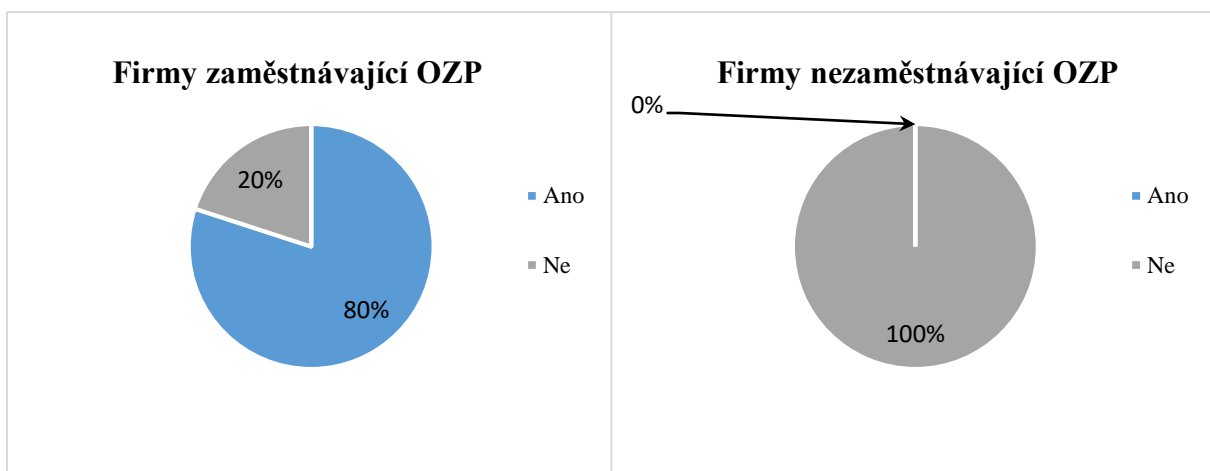 Firmy zaměstnávající OZP
20%
80%
Ano
Ne
Firmy nezaměstnávající OZP
0%
100%
Ano
Ne